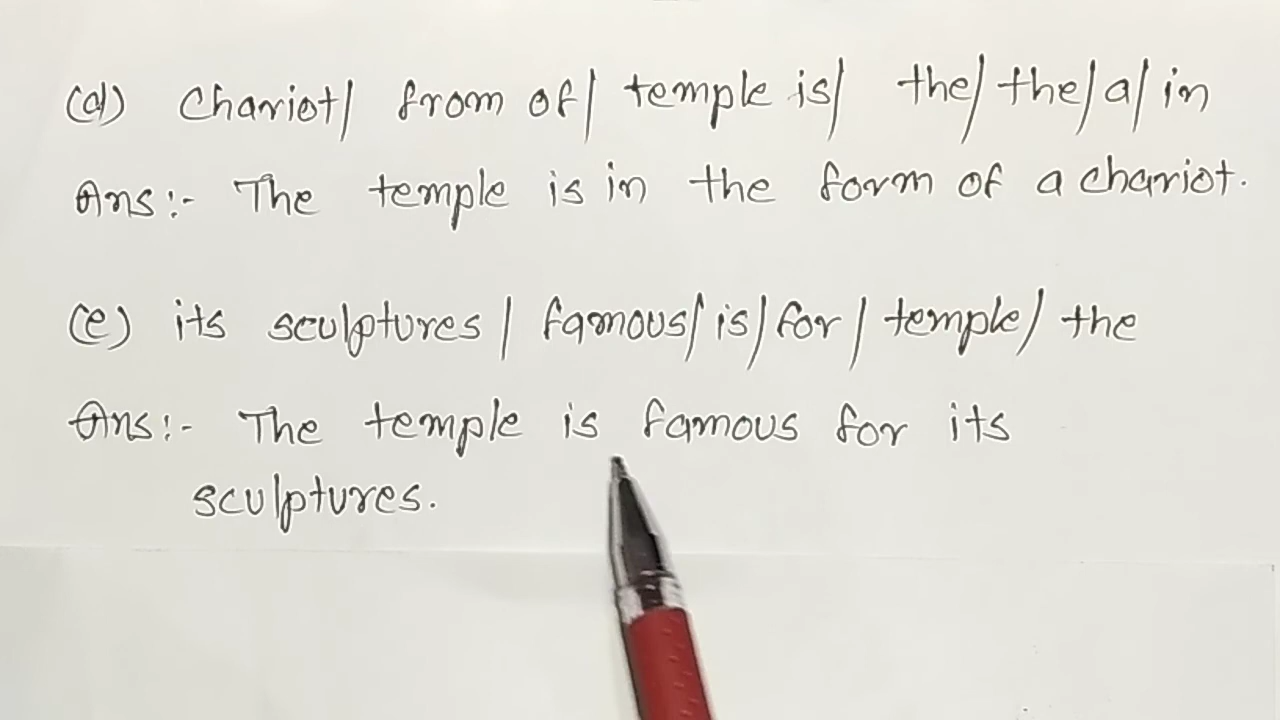 (d) Chariot/ from of/ temple is/ the/ the/ a/ in
Ans:- The temple is in the form of a chariot.
(e) its sculptures/ famous/ is/ for/ temple/ the
Ans:- The temple is famous for its
sculptures.